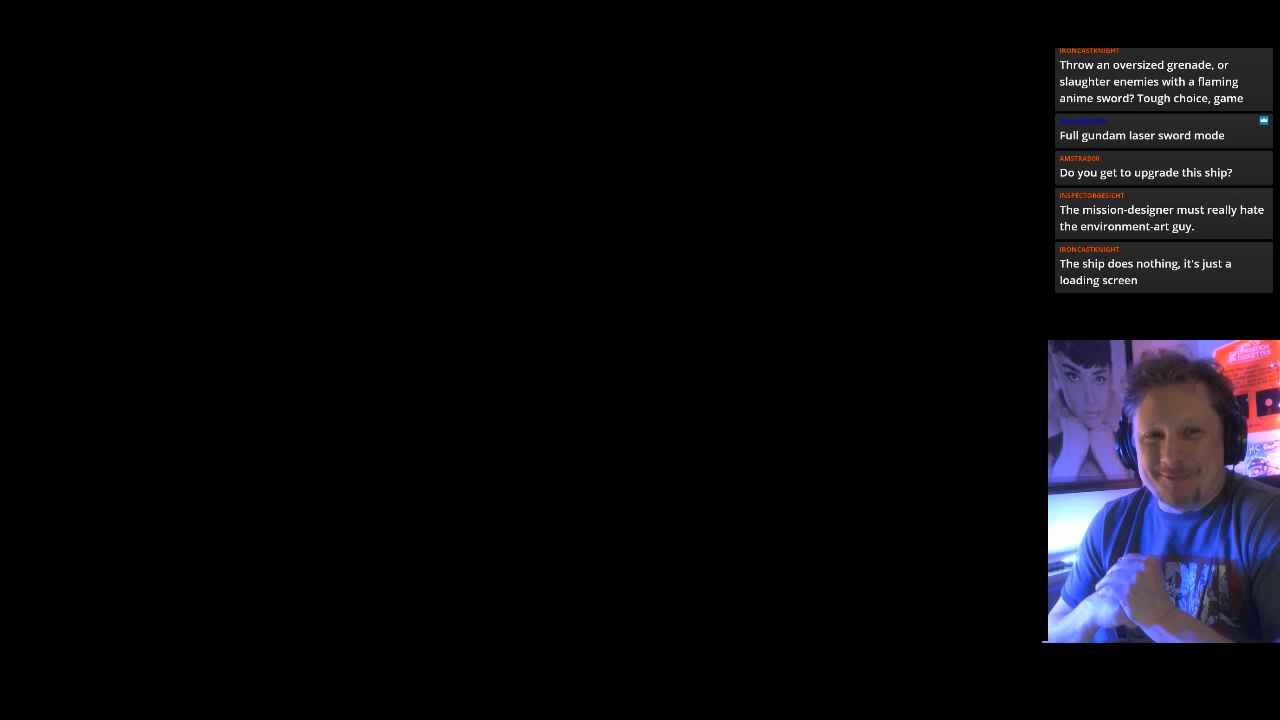 IRONCASTKNIGHT
Throw an oversized grenade, or
slaughter enemies with a flaming
anime sword? Tough choice, game
Full gundam laser sword mode
AMSTRAD00
Do you get to upgrade this ship?
INSPECTORGESICHT
The mission-designer must really hate
the environment-art guy.
IRONCASTKNIGHT
The ship does nothing, it's just a
loading screen
DISKETTES